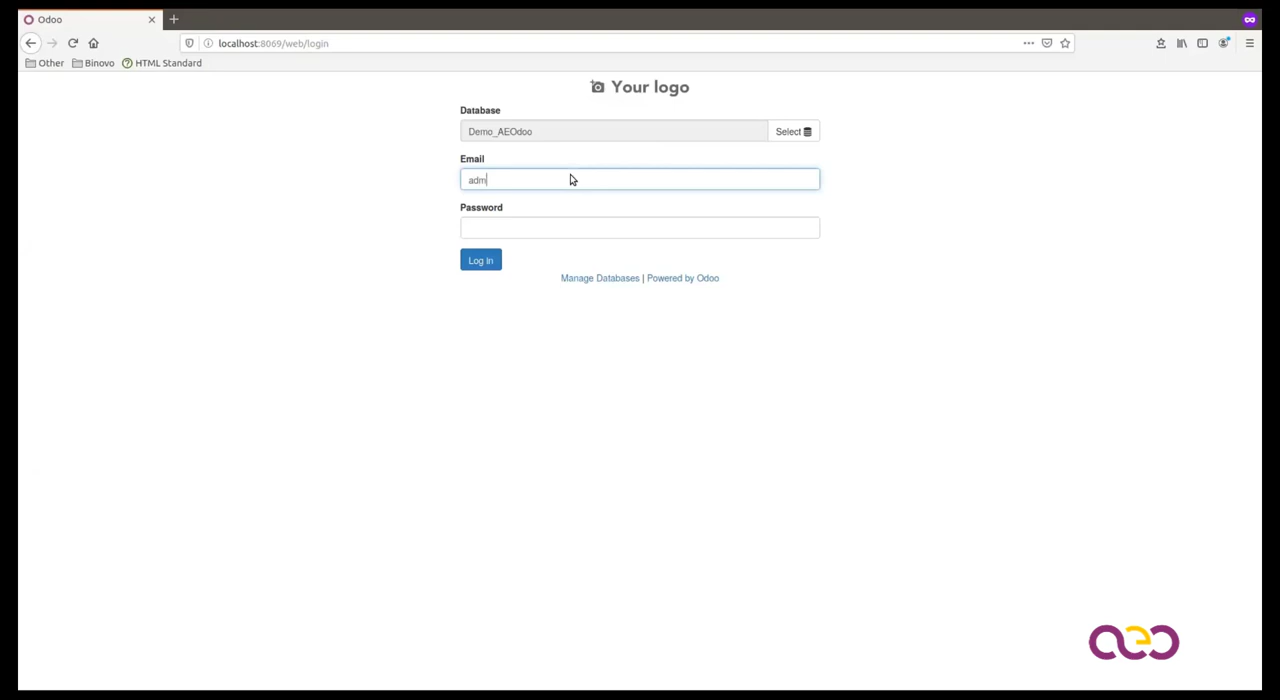 Odoo
localhost:8069/web/login
Other Binovo HTML Standard
Your logo
Database
Demo_AEOdoo Select
Email
adm
Password
Log in
Manage Databases | Powered by Odoo
aeo